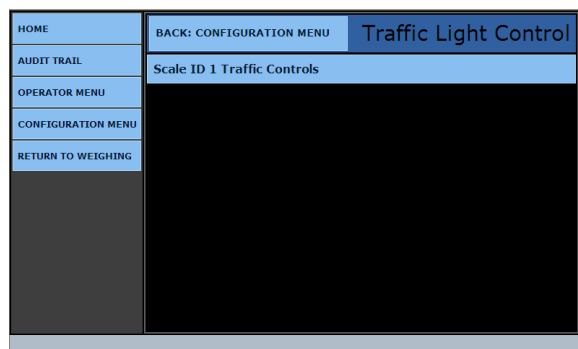 HOME
AUDIT TRAIL
OPERATOR MENU
CONFIGURATION MENU
RETURN TO WEIGHING
BACK: CONFIGURATION MENU
Traffic Light Control
Scale ID 1 Traffic Controls